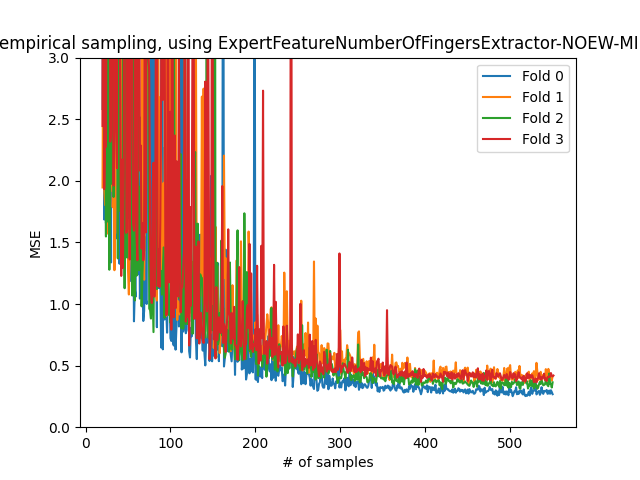 empirical sampling, using ExpertFeatureNumberOfFingersExtractor-NOEW-MI
3.0
2.5
2.0
1.5
1.0
0.5
0.0
MSE
0 100 200 300 400 500
# of samples
Fold 0
Fold 1
Fold 2
Fold 3